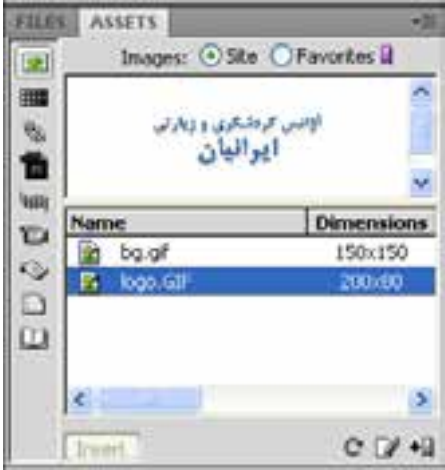 FILES ASSETS
Images: Site Favorites
آژانس گردشگری و زیارتی
ایرانیان
Name Dimensions
bg.gif 150x150
logo.GIF 200x80
Insert